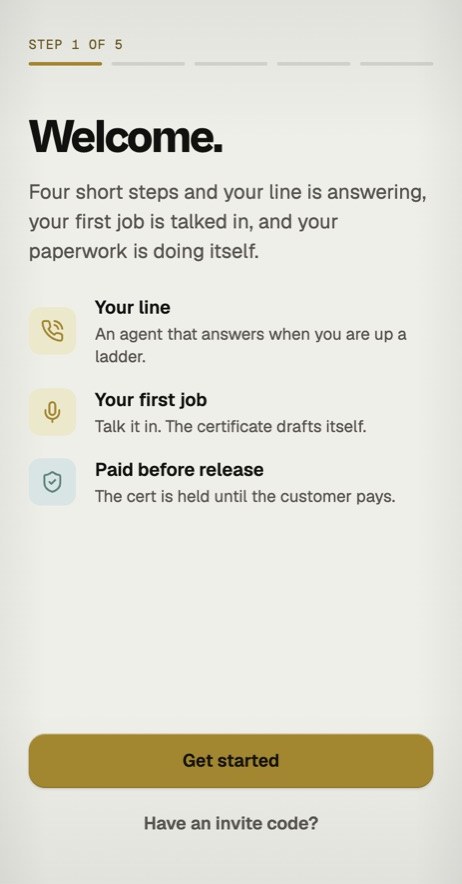 STEP 1 OF 5
Welcome.
Four short steps and your line is answering,
your first job is talked in, and your
paperwork is doing itself.
Your line
An agent that answers when you are up a
ladder.
Your first job
Talk it in. The certificate drafts itself.
Paid before release
The cert is held until the customer pays.
Get started
Have an invite code?